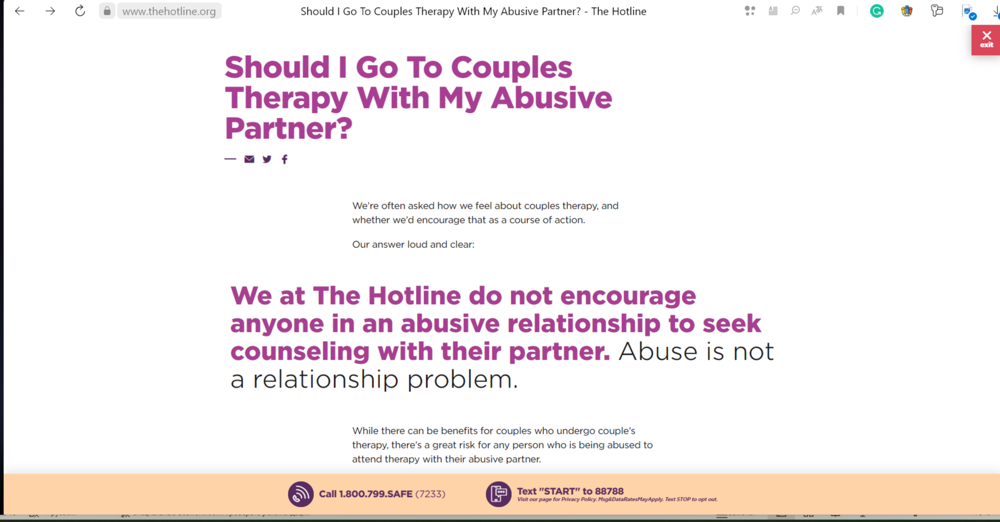 www.thehotline.org
Should I Go To Couples Therapy With My Abusive Partner? - The Hotline
exit
Should I Go To Couples
Therapy With My Abusive
Partner?
We’re often asked how we feel about couples therapy, and
whether we’d encourage that as a course of action.
Our answer loud and clear:
We at The Hotline do not encourage
anyone in an abusive relationship to seek
counseling with their partner. Abuse is not
a relationship problem.
While there can be benefits for couples who undergo couple’s
therapy, there’s a great risk for any person who is being abused to
attend therapy with their abusive partner.
Call 1.800.799.SAFE (7233)
Text "START" to 88788
Visit our page for Privacy Policy. Msg&DataRatesMayApply. Text STOP to opt out.